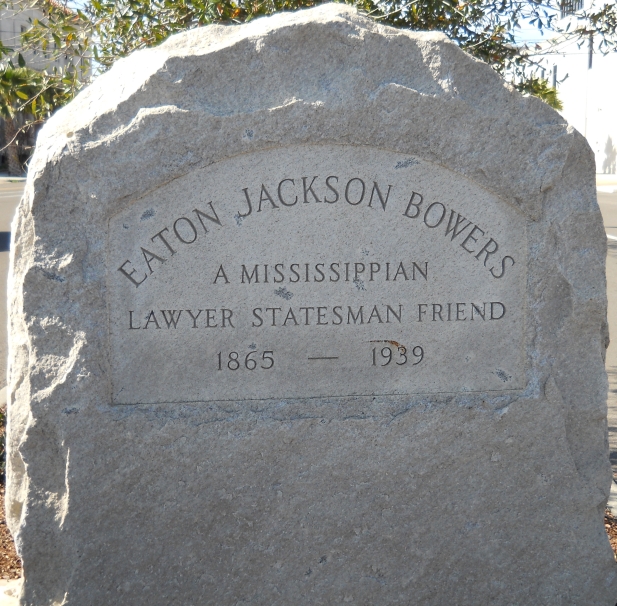 EATON JACKSON BOWERS
A MISSISSIPPIAN
LAWYER STATESMAN FRIEND
1865 — 1939